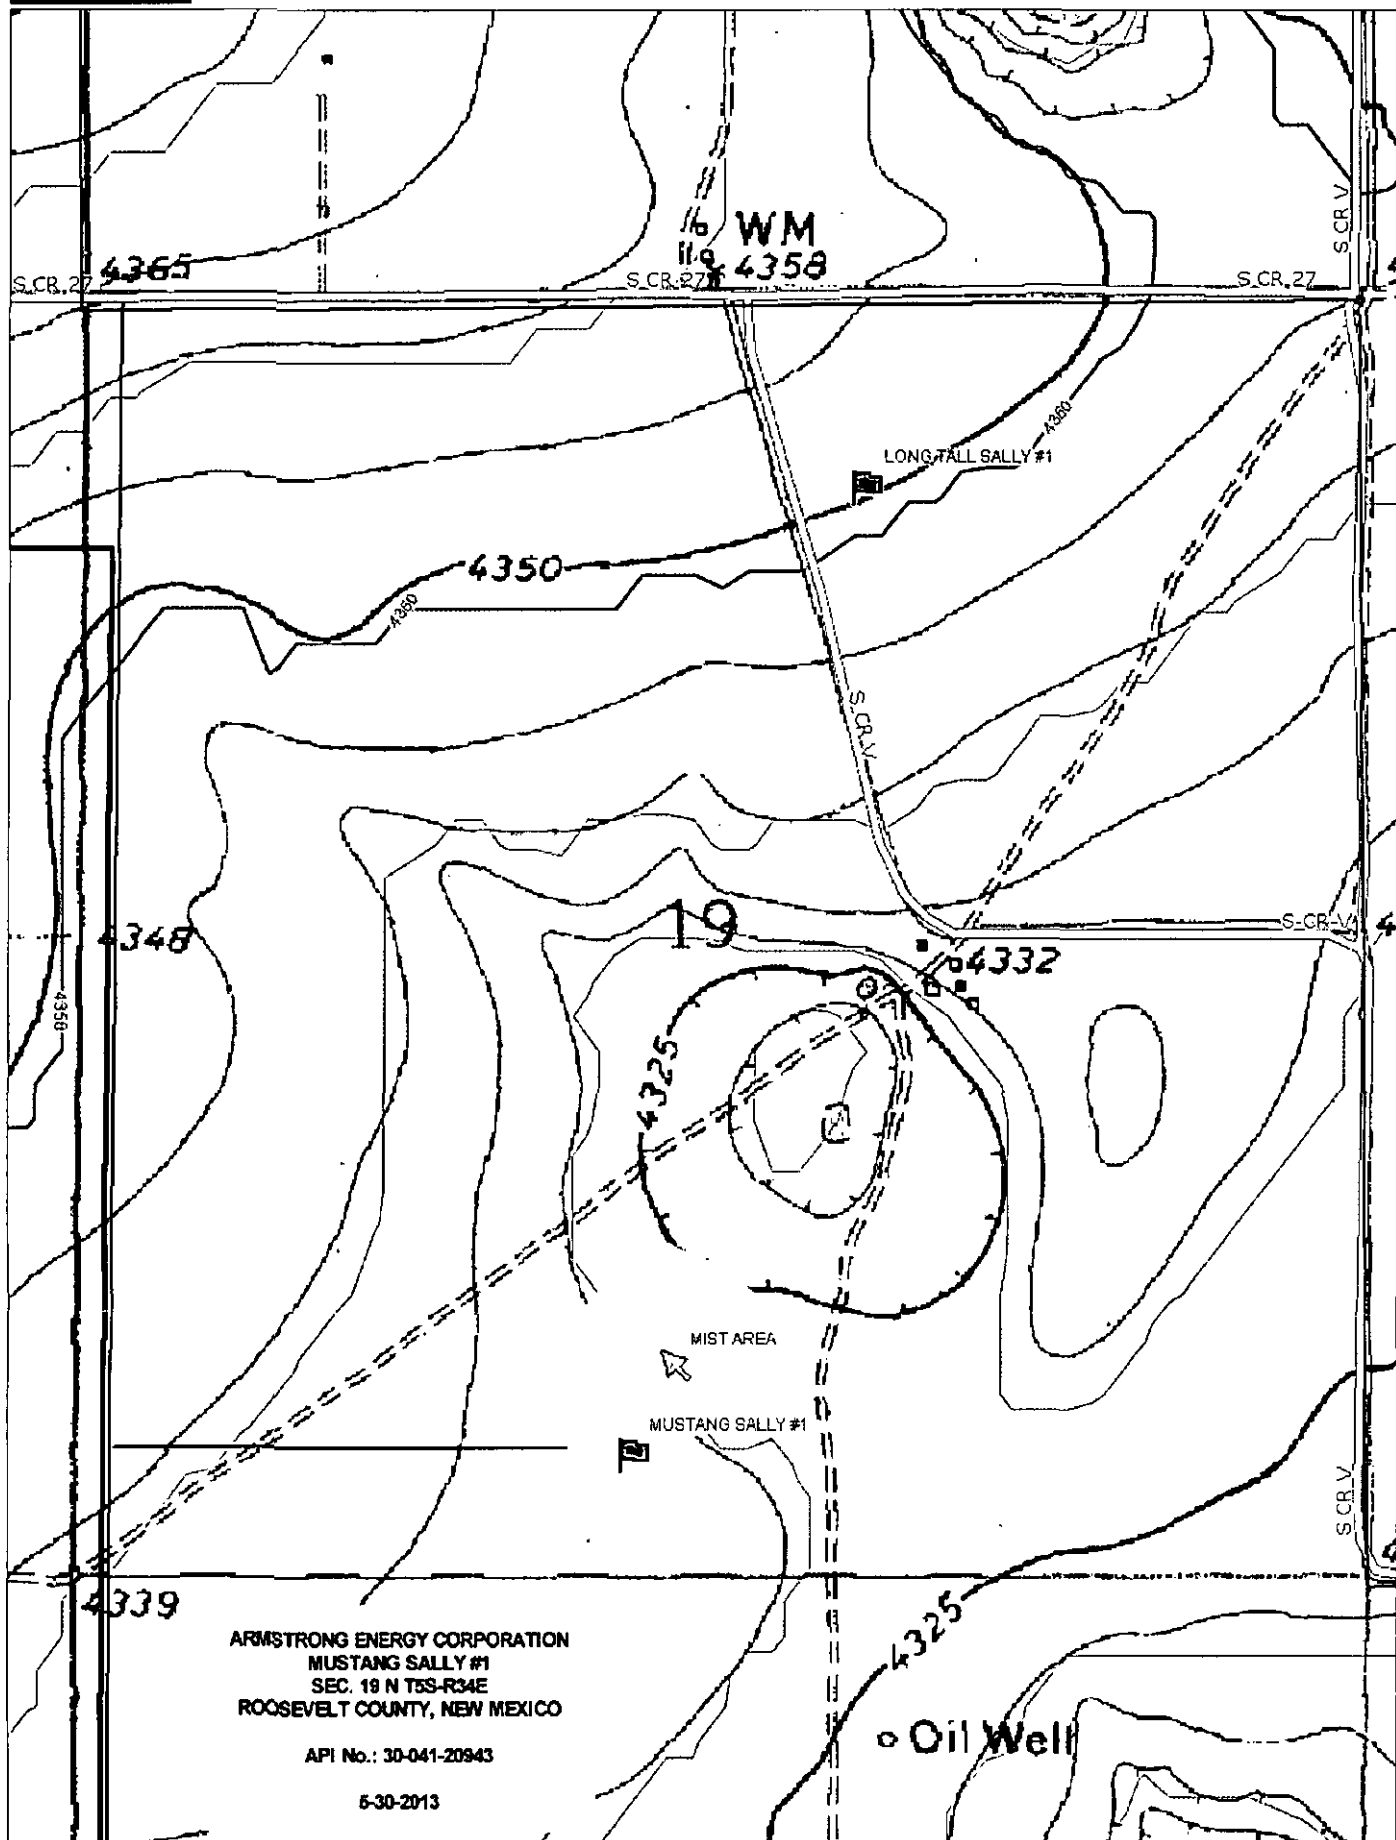 S CR V
WM
4365
4358
S CR 27
S CR 27
S CR 27
4360
LONG TALL SALLY #1
4350
4360
S CR V
19
S CR V
4348
4332
4325
MIST AREA
MUSTANG SALLY #1
S CR V
4339
4325
ARMSTRONG ENERGY CORPORATION
MUSTANG SALLY #1
SEC. 19 N T5S-R34E
ROOSEVELT COUNTY, NEW MEXICO
Oil Well
API No.: 30-041-20943
5-30-2013